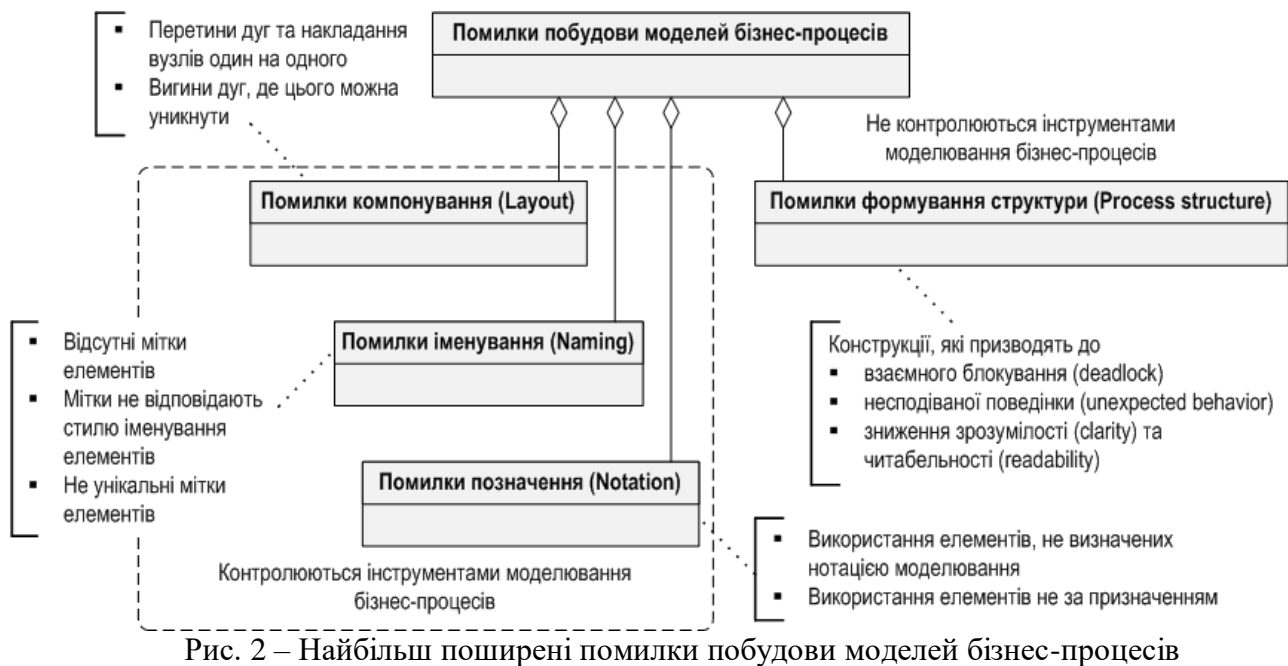 ▪ Перетини дуг та накладання
вузлів один на одного
▪ Вигини дуг, де цього можна
уникнути
Помилки побудови моделей бізнес-процесів
Не контролюються інструментами
моделювання бізнес-процесів
Помилки компонування (Layout)
Помилки формування структури (Process structure)
▪ Відсутні мітки
елементів
▪ Мітки не відповідають
стилю іменування
елементів
▪ Не унікальні мітки
елементів
Помилки іменування (Naming)
Конструкції, які призводять до
▪ взаємного блокування (deadlock)
▪ несподіваної поведінки (unexpected behavior)
▪ зниження зрозумілості (clarity) та
читабельності (readability)
Помилки позначення (Notation)
▪ Використання елементів, не визначених
нотацією моделювання
▪ Використання елементів не за призначенням
Контролюються інструментами моделювання
бізнес-процесів
Рис. 2 – Найбільш поширені помилки побудови моделей бізнес-процесів